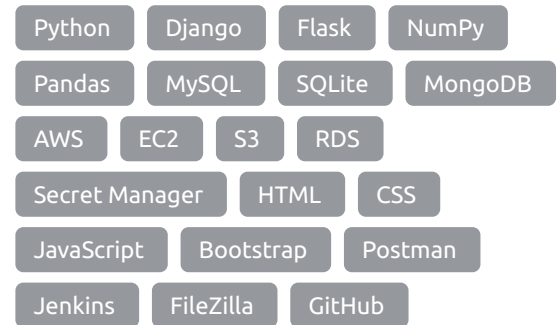 Python Django Flask NumPy
Pandas MySQL SQLite MongoDB
AWS EC2 S3 RDS
Secret Manager HTML CSS
JavaScript Bootstrap Postman
Jenkins FileZilla GitHub